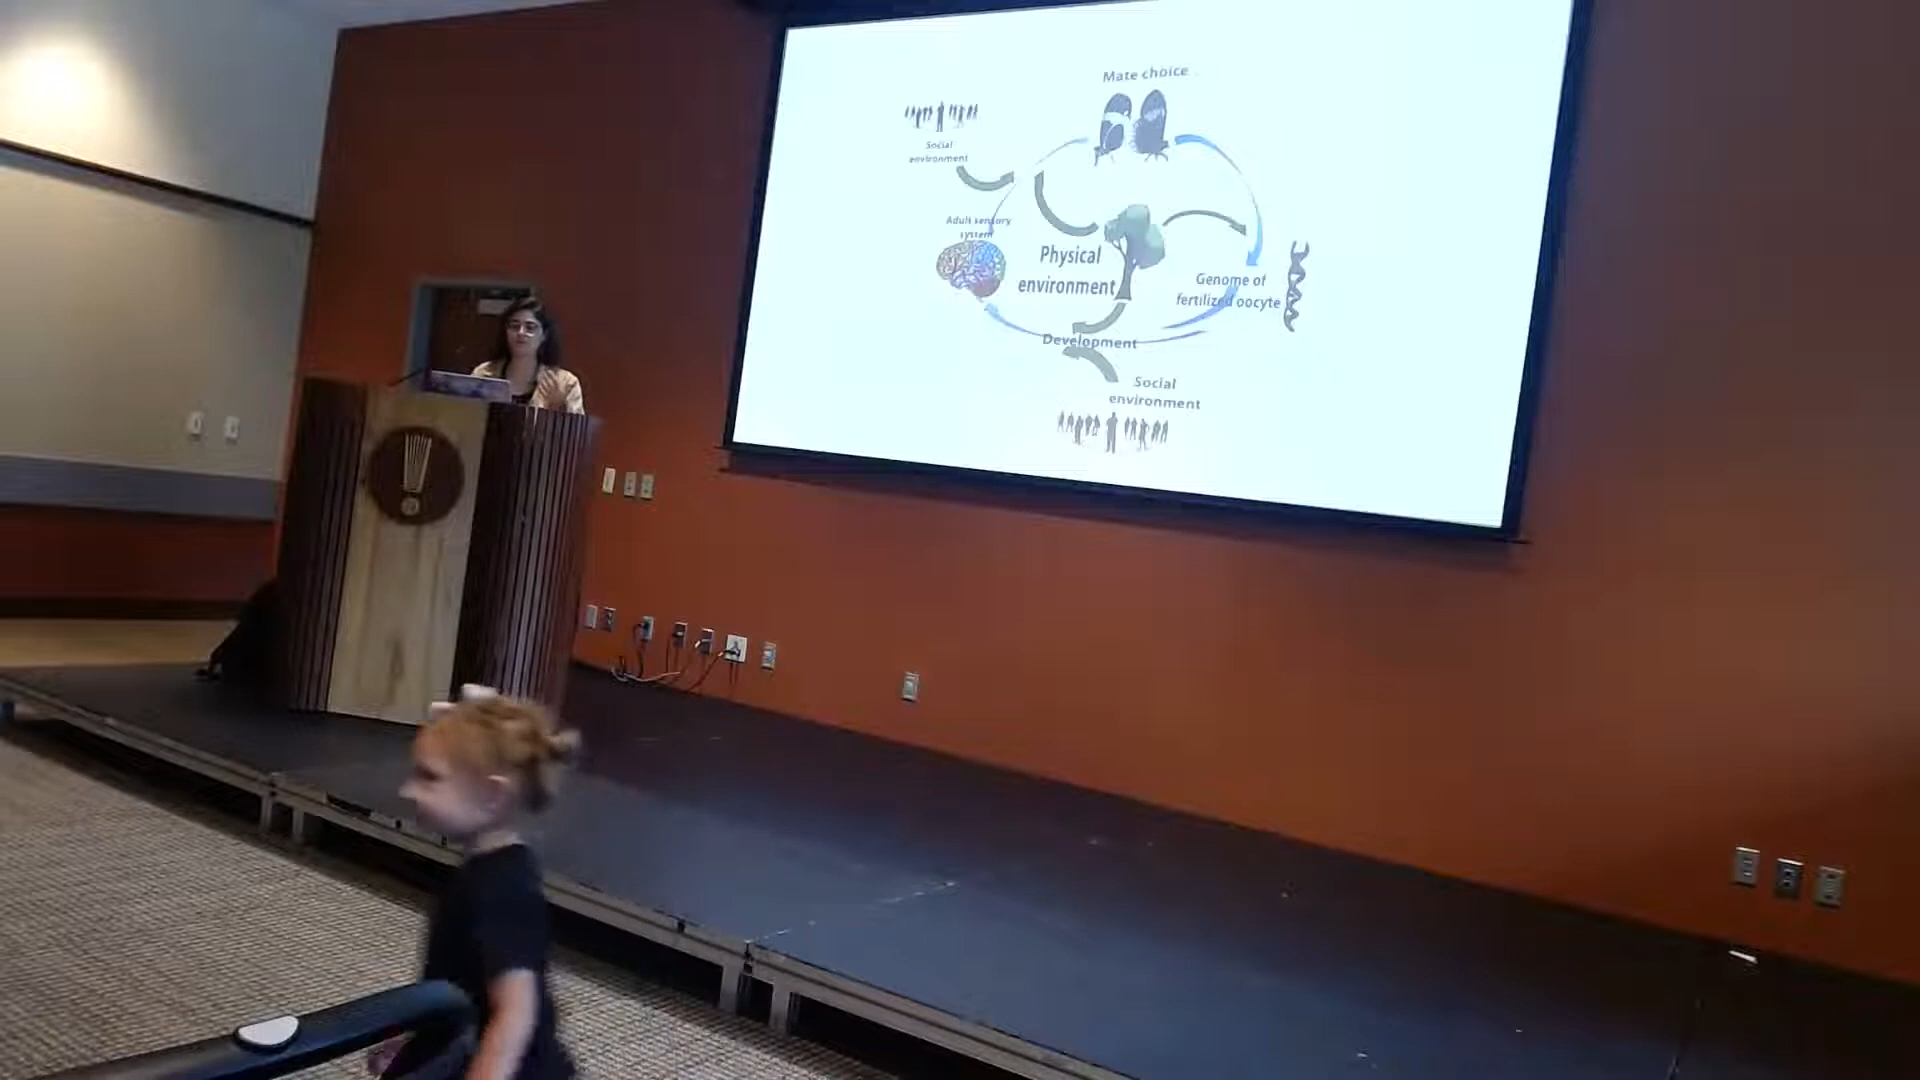 Mate choice
Social
environment
Adult sensory
system
Physical
environment
Genome of
fertilized oocyte
Development
Social
environment